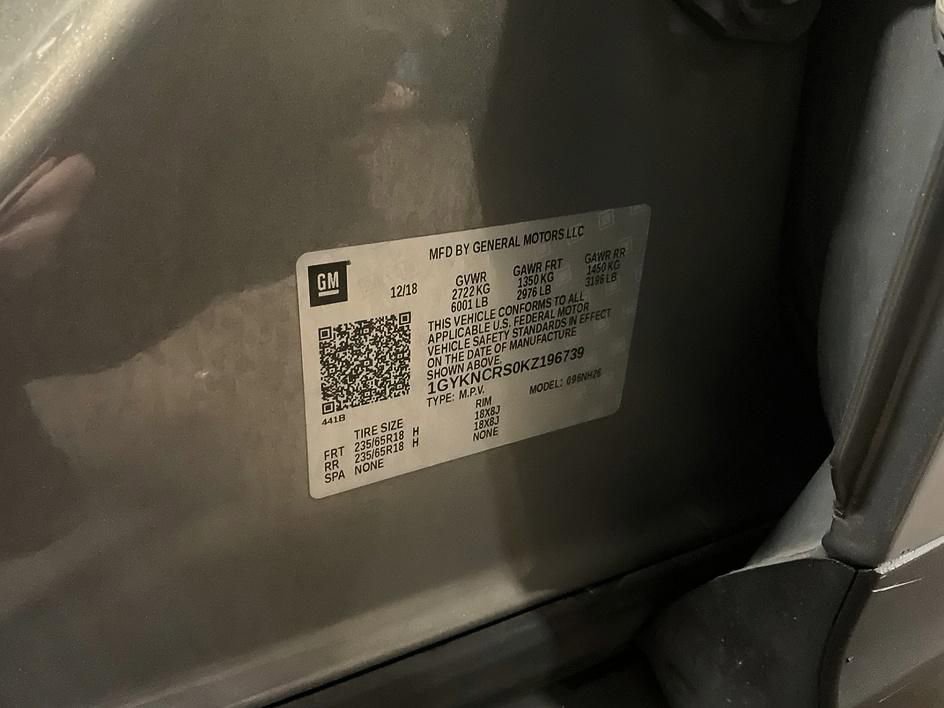 MFD BY GENERAL MOTORS LLC
GM
12/18
GVWR GAWR FRT GAWR RR
2722 KG 1350 KG 1450 KG
6001 LB 2976 LB 3196 LB
THIS VEHICLE CONFORMS TO ALL
APPLICABLE U.S. FEDERAL MOTOR
VEHICLE SAFETY STANDARDS IN EFFECT
ON THE DATE OF MANUFACTURE
SHOWN ABOVE.
1GYKNCRS0KZ196739
TYPE: M.P.V. MODEL: 096NH26
441B
TIRE SIZE RIM
FRT 235/65R18 H 18X8J
RR 235/65R18 H 18X8J
SPA NONE NONE